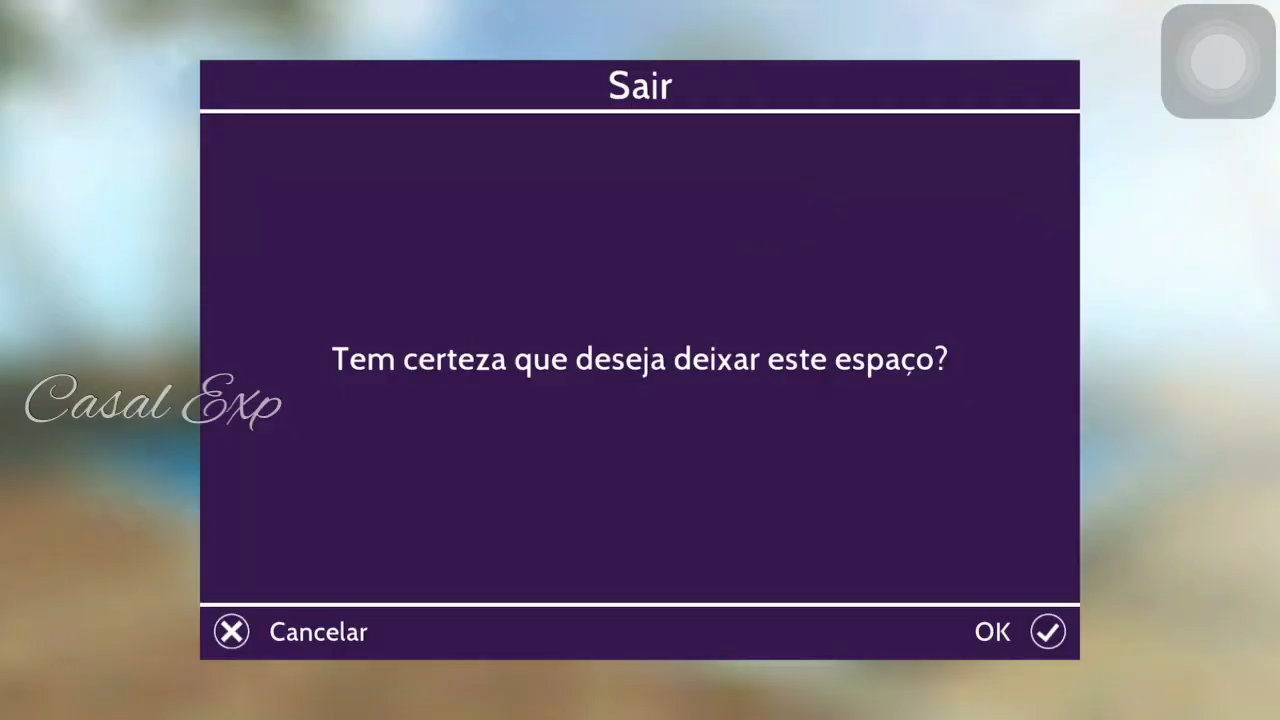 Sair
Tem certeza que deseja deixar este espaço?
Casal Exp
Cancelar
OK